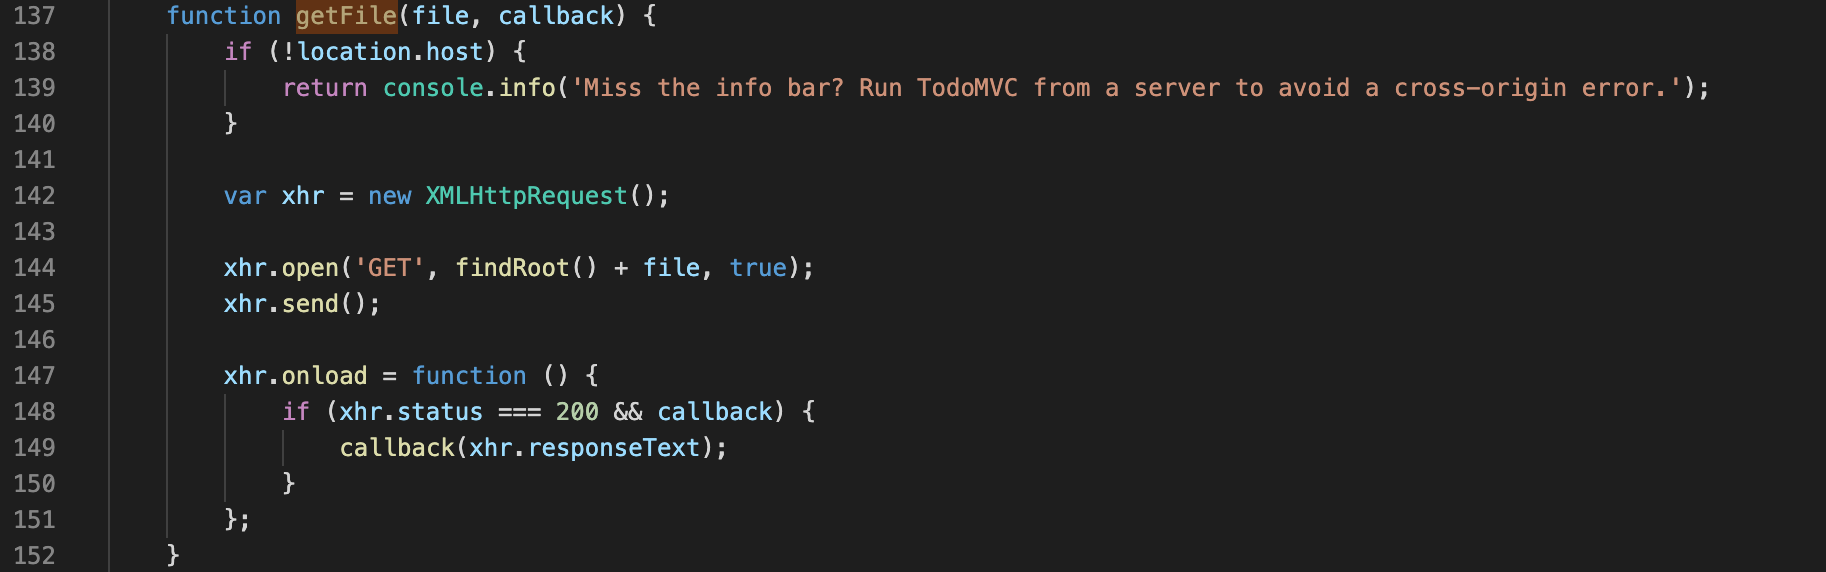 137 function getFile(file, callback) {
138 if (!location.host) {
139 return console.info('Miss the info bar? Run TodoMVC from a server to avoid a cross-origin error.');
140 }
141
142 var xhr = new XMLHttpRequest();
143
144 xhr.open('GET', findRoot() + file, true);
145 xhr.send();
146
147 xhr.onload = function () {
148 if (xhr.status === 200 && callback) {
149 callback(xhr.responseText);
150 }
151 };
152 }